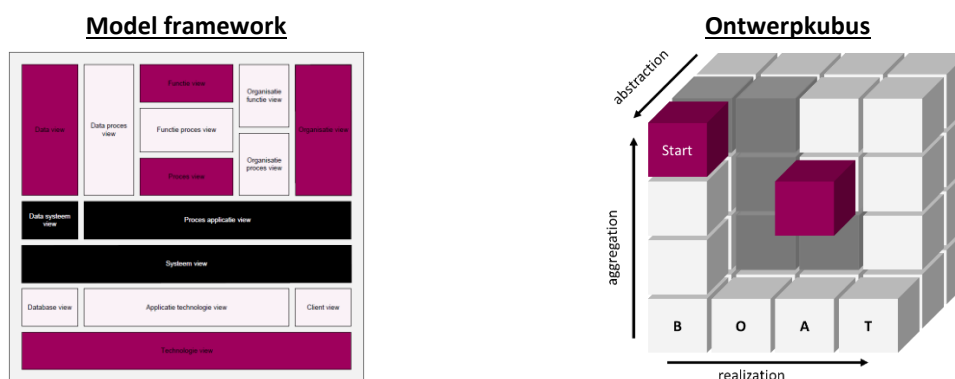 Model framework
Data view
Data proces
view
Functie view
Functie proces view
Proces view
Organisatie
functie view
Organisatie
proces view
Organisatie view
Data systeem
view
Proces applicatie view
Systeem view
Database view
Applicatie technologie view
Client view
Technologie view
Ontwerpkubus
abstraction
Start
aggregation
B
O
A
T
realization